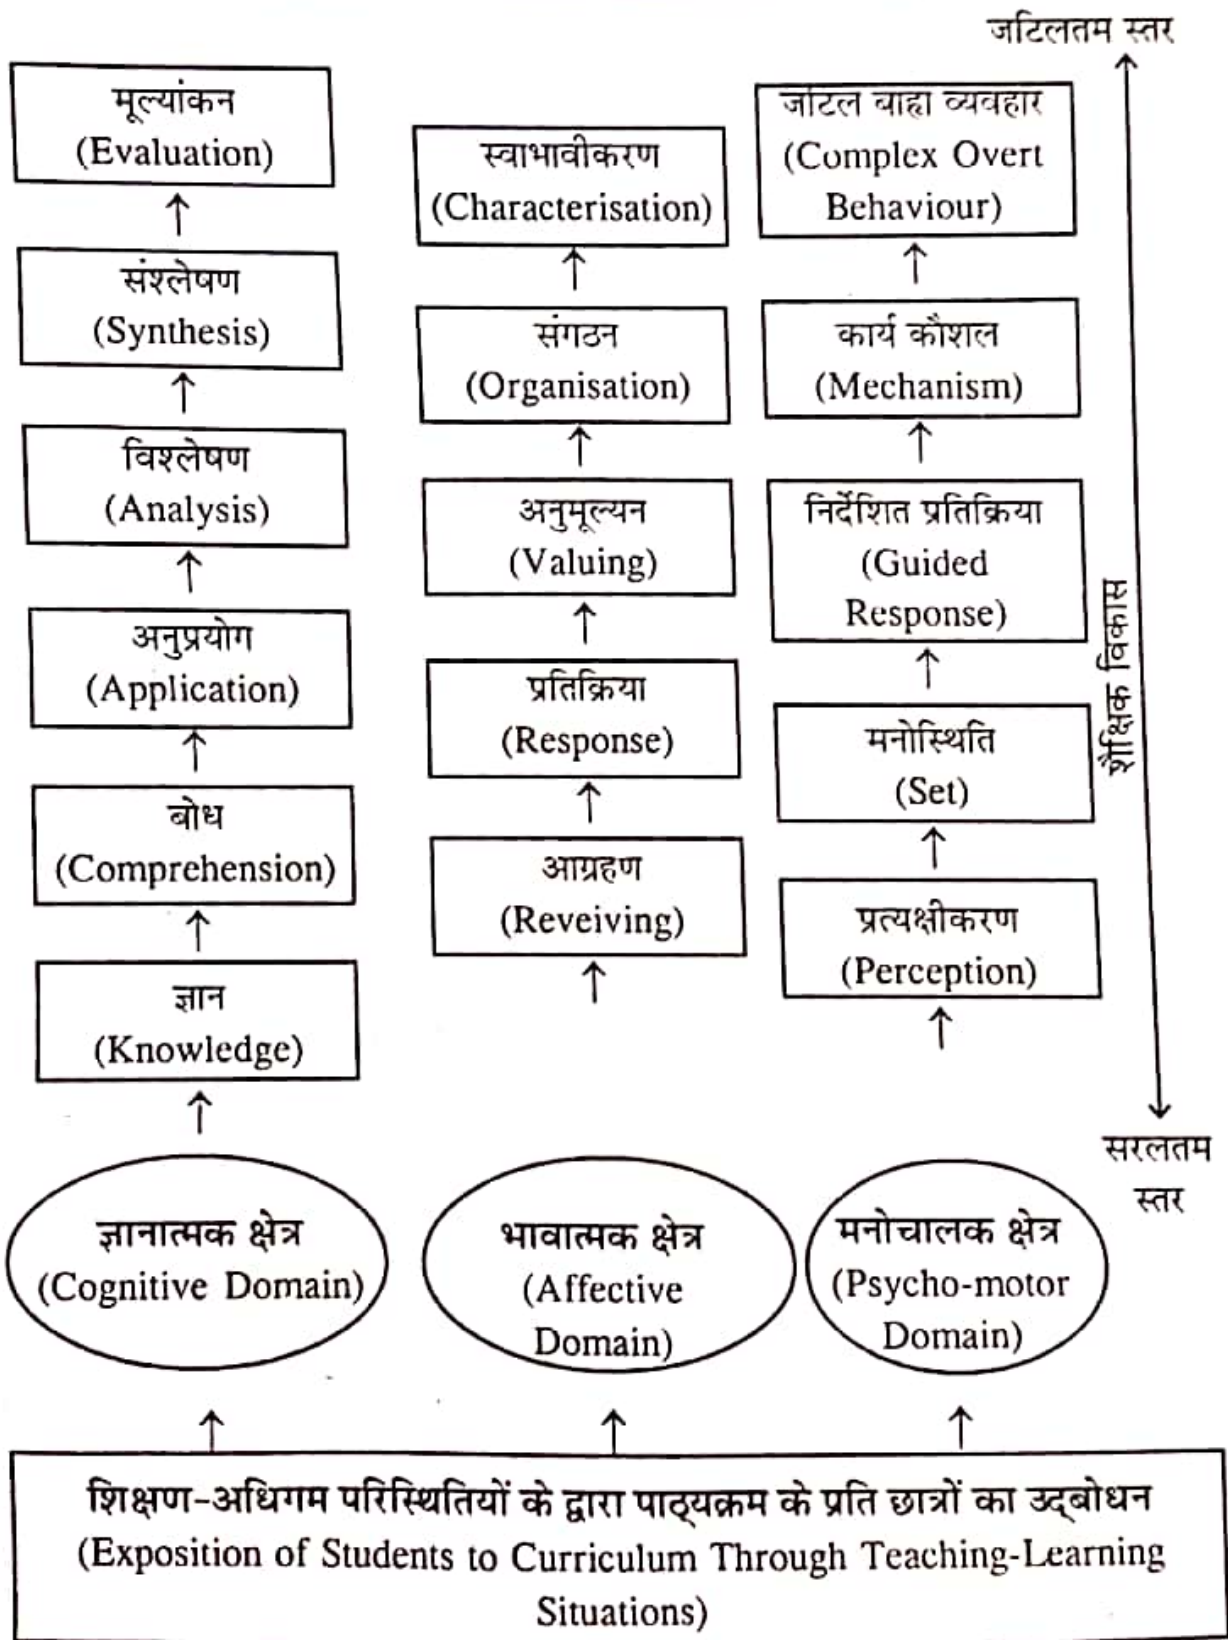 जटिलतम स्तर
मूल्यांकन
(Evaluation)
संश्लेषण
(Synthesis)
विश्लेषण
(Analysis)
अनुप्रयोग
(Application)
बोध
(Comprehension)
ज्ञान
(Knowledge)
ज्ञानात्मक क्षेत्र
(Cognitive Domain)
स्वाभावीकरण
(Characterisation)
संगठन
(Organisation)
अनुमूल्यन
(Valuing)
प्रतिक्रिया
(Response)
आग्रहण
(Reveiving)
भावात्मक क्षेत्र
(Affective
Domain)
जटिल बाह्य व्यवहार
(Complex Overt
Behaviour)
कार्य कौशल
(Mechanism)
निर्देशित प्रतिक्रिया
(Guided
Response)
मनोस्थिति
(Set)
प्रत्यक्षीकरण
(Perception)
मनोचालक क्षेत्र
(Psycho-motor
Domain)
शैक्षिक विकास
सरलतम
स्तर
शिक्षण-अधिगम परिस्थितियों के द्वारा पाठ्यक्रम के प्रति छात्रों का उद्बोधन
(Exposition of Students to Curriculum Through Teaching-Learning
Situations)